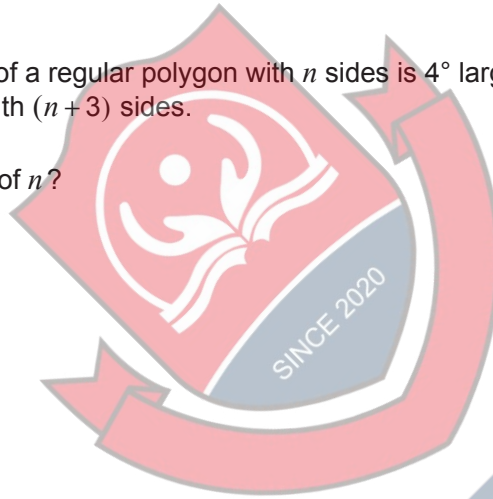 of a regular polygon with n sides is 4° larg
th (n + 3) sides.
of n?
SINCE 2020